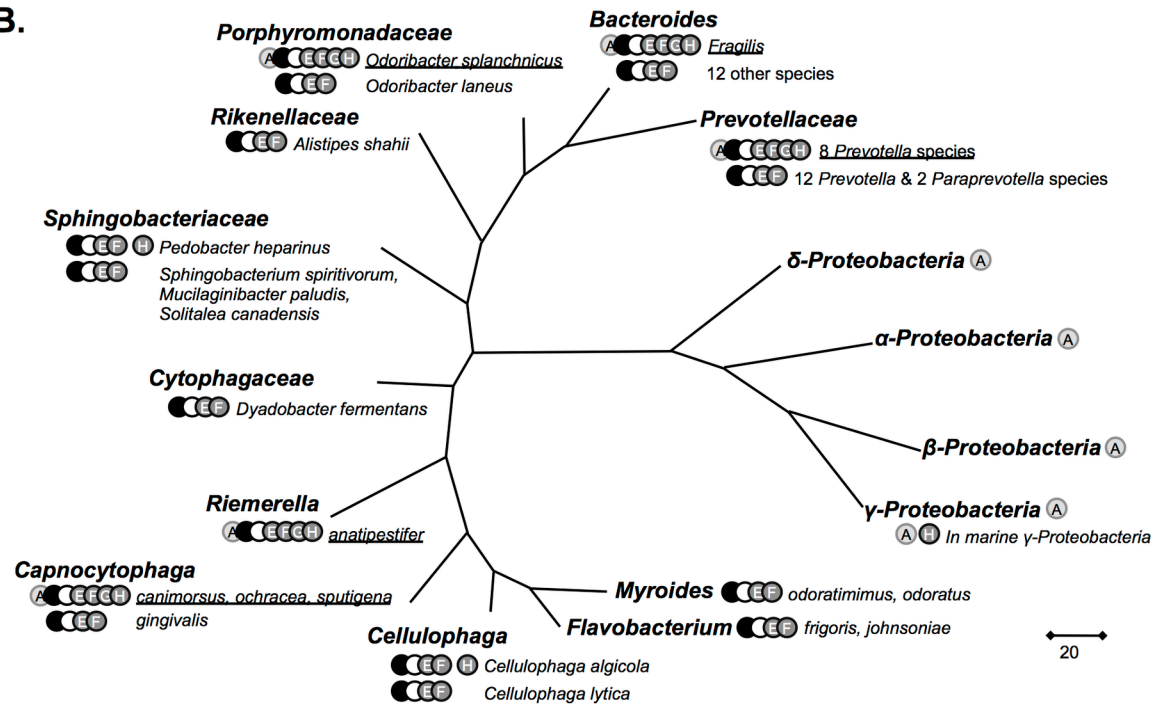 B.
Porphyromonadaceae
A E F G H Odoribacter splanchnicus
E F Odoribacter laneus
Bacteroides
A E F G H Fragilis
E F 12 other species
Rikenellaceae
E F Alistipes shahii
Prevotellaceae
A E F G H 8 Prevotella species
E F 12 Prevotella & 2 Paraprevotella species
Sphingobacteriaceae
E F H Pedobacter heparinus
E F Sphingobacterium spiritivorum,
Mucilaginibacter paludis,
Solitalea canadensis
δ-Proteobacteria A
α-Proteobacteria A
Cytophagaceae
E F Dyadobacter fermentans
β-Proteobacteria A
Riemerella
A E F G H anatipestifer
γ-Proteobacteria A
A H In marine γ-Proteobacteria
Capnocytophaga
A E F G H canimorsus, ochracea, sputigena
E F gingivalis
Myroides E F odoratimimus, odoratus
Flavobacterium E F frigoris, johnsoniae
Cellulophaga
E F H Cellulophaga algicola
E F Cellulophaga lytica
20